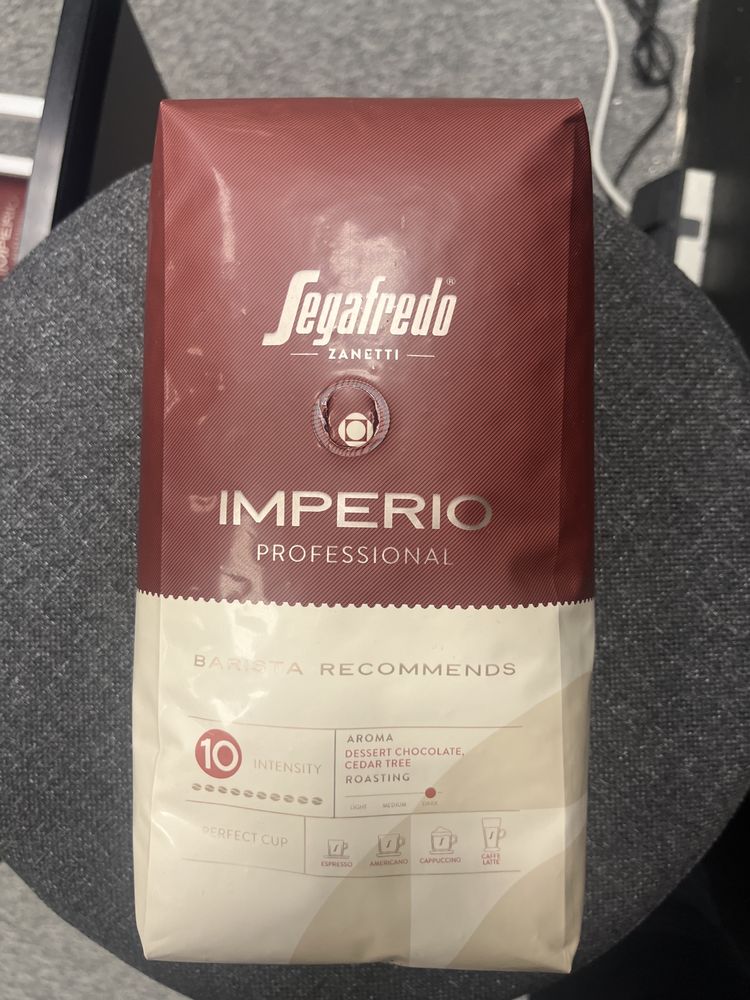 Segafredo®
ZANETTI
IMPERIO
PROFESSIONAL
BARISTA RECOMMENDS
10 INTENSITY
AROMA
DESSERT CHOCOLATE,
CEDAR TREE
ROASTING
LIGHT MEDIUM DARK
PERFECT CUP
ESPRESSO AMERICANO CAPPUCCINO CAFFE
LATTE